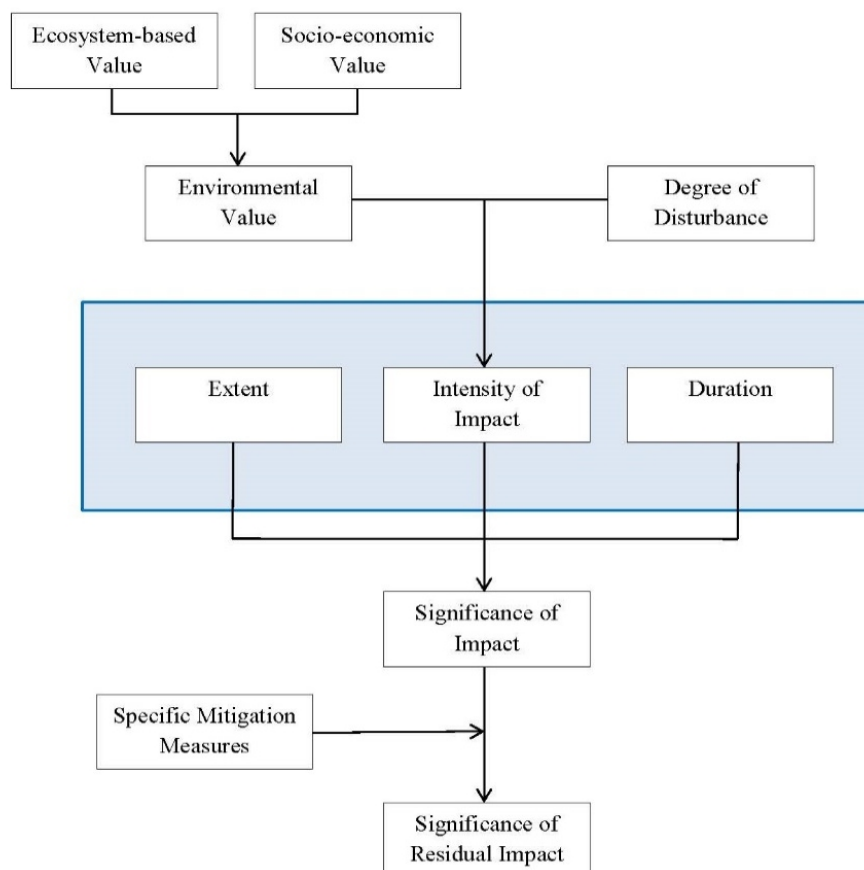 Ecosystem-based
Value
Socio-economic
Value
Environmental
Value
Degree of
Disturbance
Extent
Intensity of
Impact
Duration
Significance of
Impact
Specific Mitigation
Measures
Significance of
Residual Impact